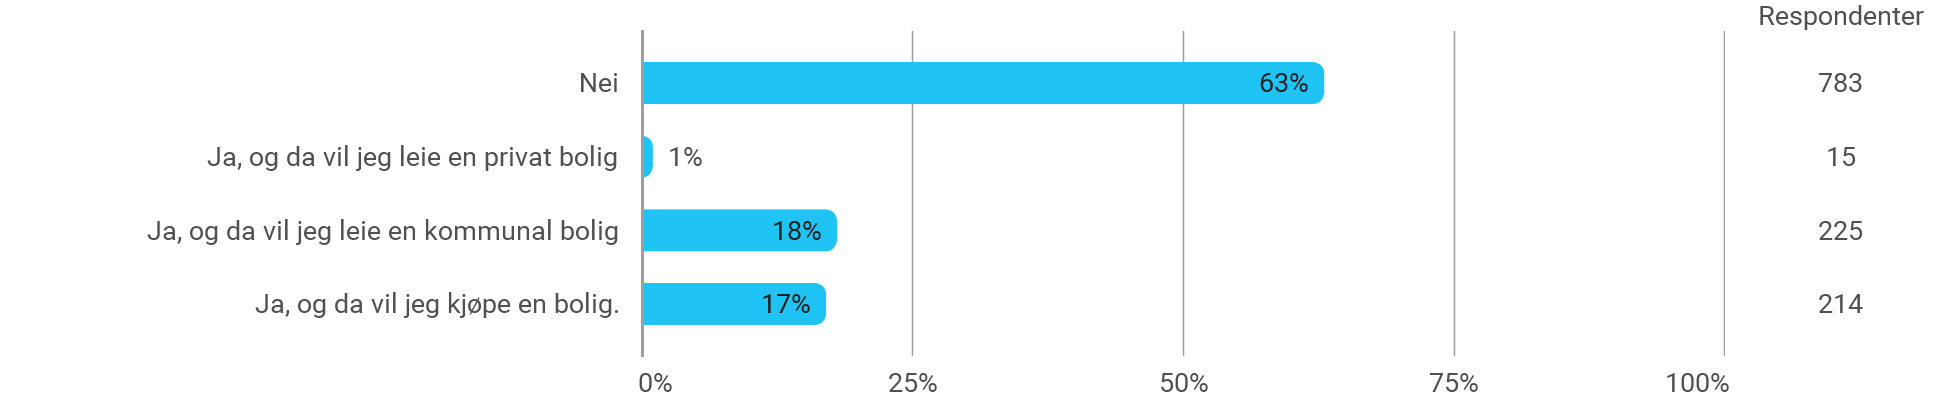 Respondenter
Nei 63% 783
Ja, og da vil jeg leie en privat bolig 1% 15
Ja, og da vil jeg leie en kommunal bolig 18% 225
Ja, og da vil jeg kjøpe en bolig. 17% 214
0% 25% 50% 75% 100%